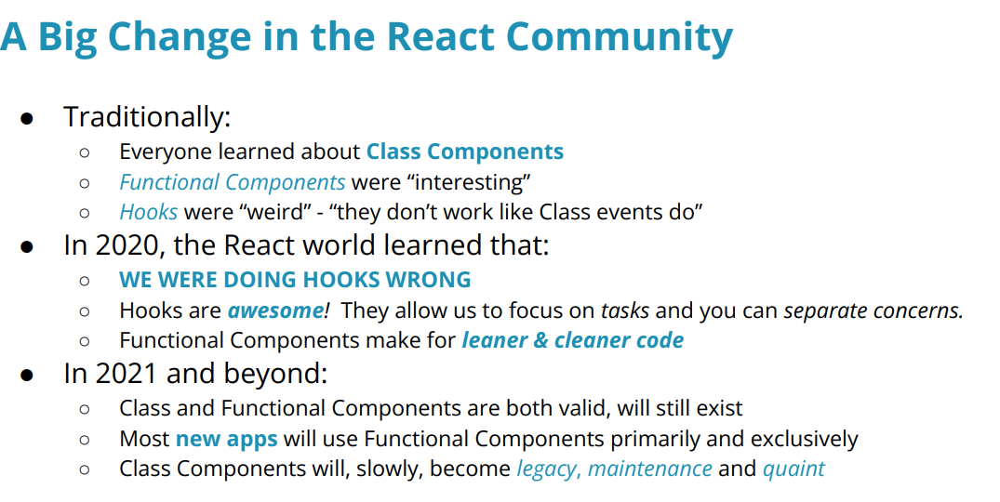 A Big Change in the React Community
● Traditionally:
○ Everyone learned about Class Components
○ Functional Components were “interesting”
○ Hooks were “weird” - “they don’t work like Class events do”
● In 2020, the React world learned that:
○ WE WERE DOING HOOKS WRONG
○ Hooks are awesome! They allow us to focus on tasks and you can separate concerns.
○ Functional Components make for leaner & cleaner code
● In 2021 and beyond:
○ Class and Functional Components are both valid, will still exist
○ Most new apps will use Functional Components primarily and exclusively
○ Class Components will, slowly, become legacy, maintenance and quaint